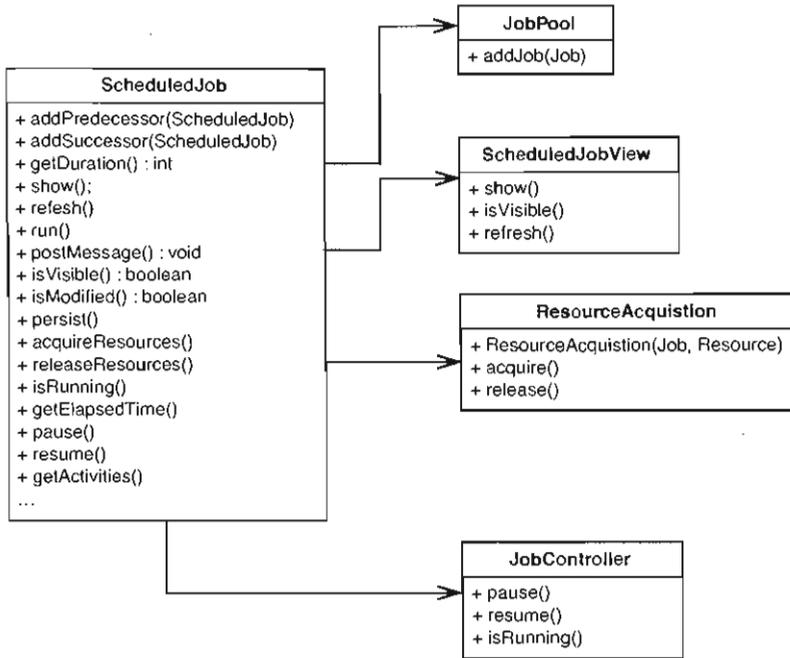 JobPool
+ addJob(Job)
ScheduledJob
+ addPredecessor(ScheduledJob)
+ addSuccessor(ScheduledJob)
+ getDuration() : int
+ show();
+ refesh()
+ run()
+ postMessage() : void
+ isVisible() : boolean
+ isModified() : boolean
+ persist()
+ acquireResources()
+ releaseResources()
+ isRunning()
+ getElapsedTime()
+ pause()
+ resume()
+ getActivities()
...
ScheduledJobView
+ show()
+ isVisible()
+ refresh()
ResourceAcquistion
+ ResourceAcquistion(Job, Resource)
+ acquire()
+ release()
JobController
+ pause()
+ resume()
+ isRunning()